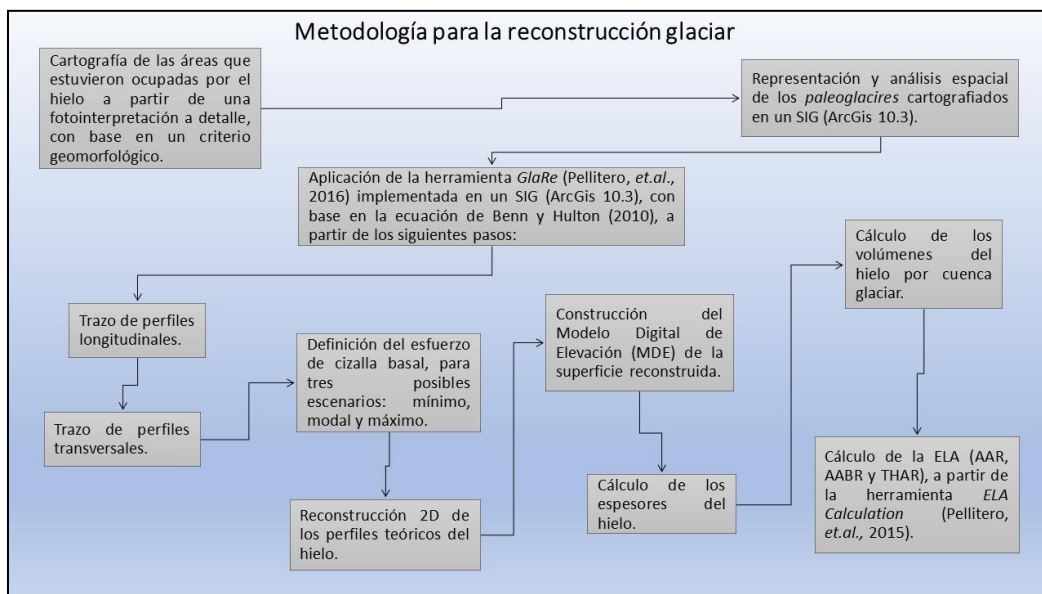 Metodología para la reconstrucción glaciar
Cartografía de las áreas que
estuvieron ocupadas por el
hielo a partir de una
fotointerpretación a detalle,
con base en un criterio
geomorfológico.
Representación y análisis espacial
de los paleoglacires cartografiados
en un SIG (ArcGis 10.3).
Aplicación de la herramienta GlaRe (Pellitero, et.al.,
2016) implementada en un SIG (ArcGis 10.3), con
base en la ecuación de Benn y Hulton (2010), a
partir de los siguientes pasos:
Trazo de perfiles
longitudinales.
Trazo de perfiles
transversales.
Definición del esfuerzo
de cizalla basal, para
tres posibles
escenarios: mínimo,
modal y máximo.
Reconstrucción 2D de
los perfiles teóricos del
hielo.
Construcción del
Modelo Digital de
Elevación (MDE) de la
superficie reconstruida.
Cálculo de los
espesores del
hielo.
Cálculo de los
volúmenes del
hielo por cuenca
glaciar.
Cálculo de la ELA (AAR,
AABR y THAR), a partir de
la herramienta ELA
Calculation (Pellitero,
et.al., 2015).